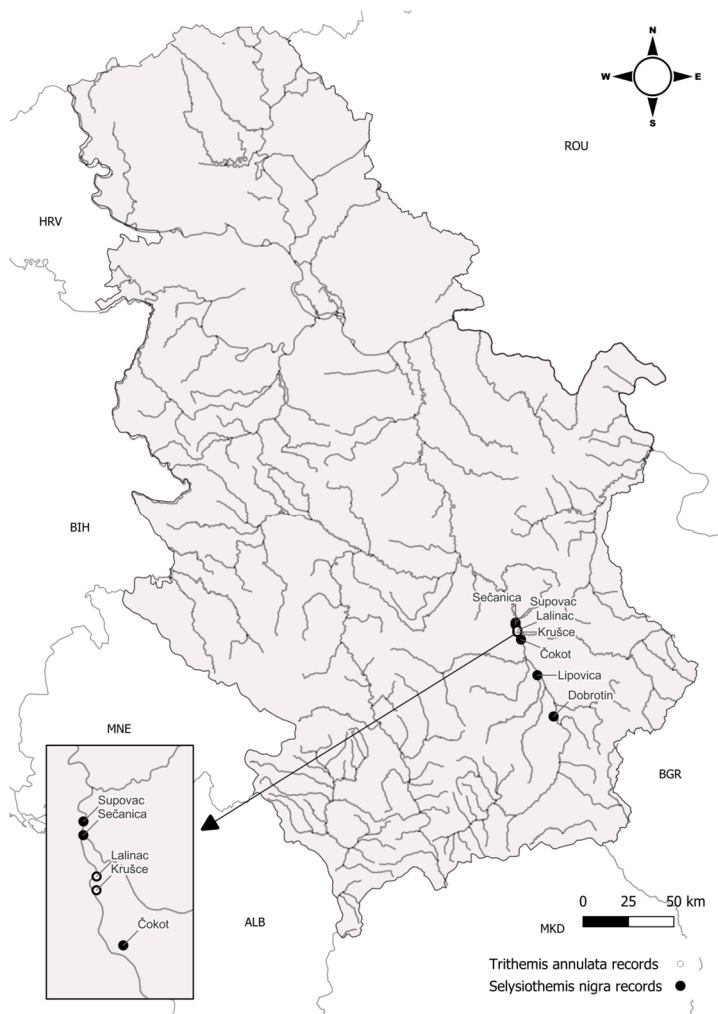 N
W E
S
ROU
HRV
BIH
Sečanica
Supovac
Lalinac
Krušce
Čokot
Lipovica
Dobrotin
MNE
BGR
Supovac
Sečanica
Lalinac
Krušce
Čokot
ALB
MKD
0 25 50 km
Trithemis annulata records
Selysiothemis nigra records